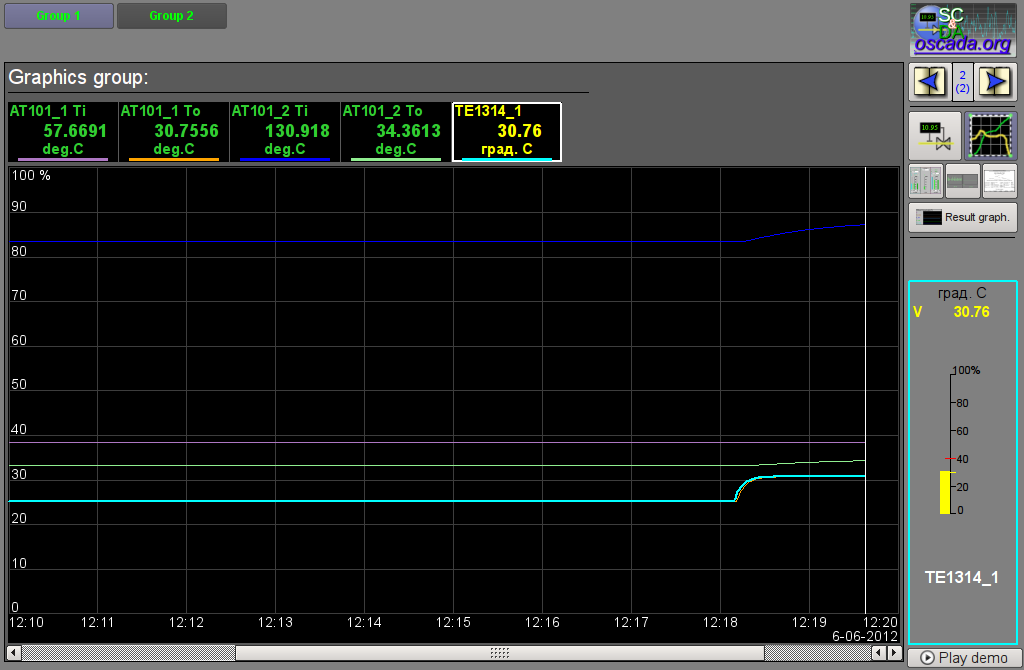 Group 1
Group 2
SC
&
DA
oscada.org
Graphics group:
2
(2)
AT101_1 Ti
57.6691
deg.C
AT101_1 To
30.7556
deg.C
AT101_2 Ti
130.918
deg.C
AT101_2 To
34.3613
deg.C
TE1314_1
30.76
град. С
10.95
Result graph.
100 %
90
80
70
60
50
40
30
20
10
0
12:10
12:11
12:12
12:13
12:14
12:15
12:16
12:17
12:18
12:19
12:20
6-06-2012
град. С
V 30.76
100%
80
60
40
20
0
TE1314_1
Play demo